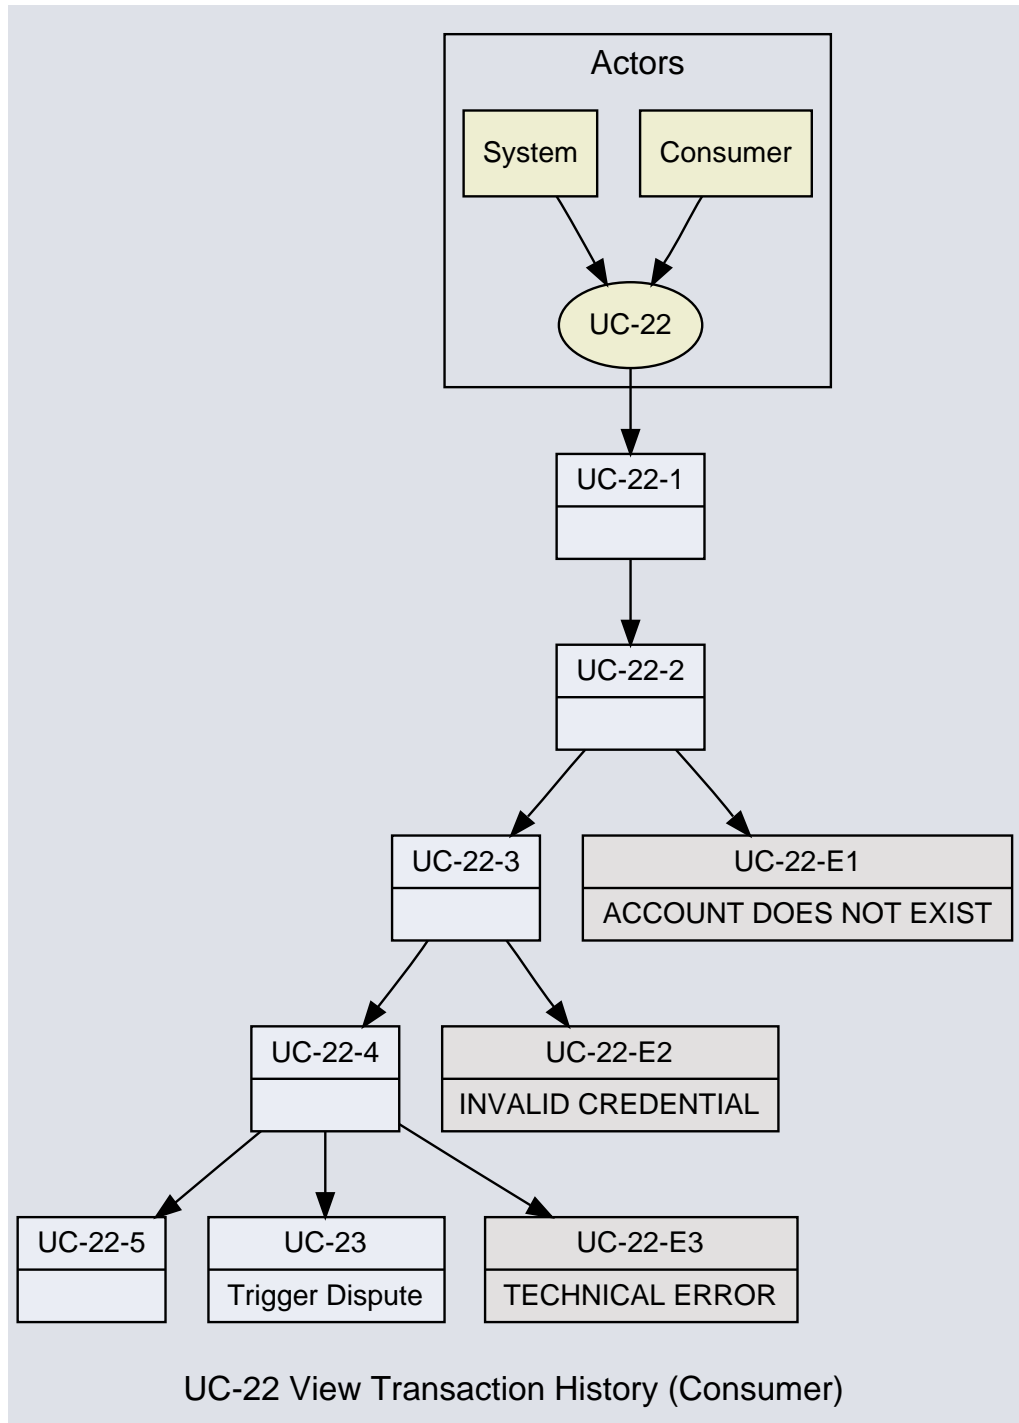 Actors
System
Consumer
UC-22
UC-22-1
UC-22-2
UC-22-3
UC-22-E1
ACCOUNT DOES NOT EXIST
UC-22-4
UC-22-E2
INVALID CREDENTIAL
UC-22-5
UC-23
Trigger Dispute
UC-22-E3
TECHNICAL ERROR
UC-22 View Transaction History (Consumer)